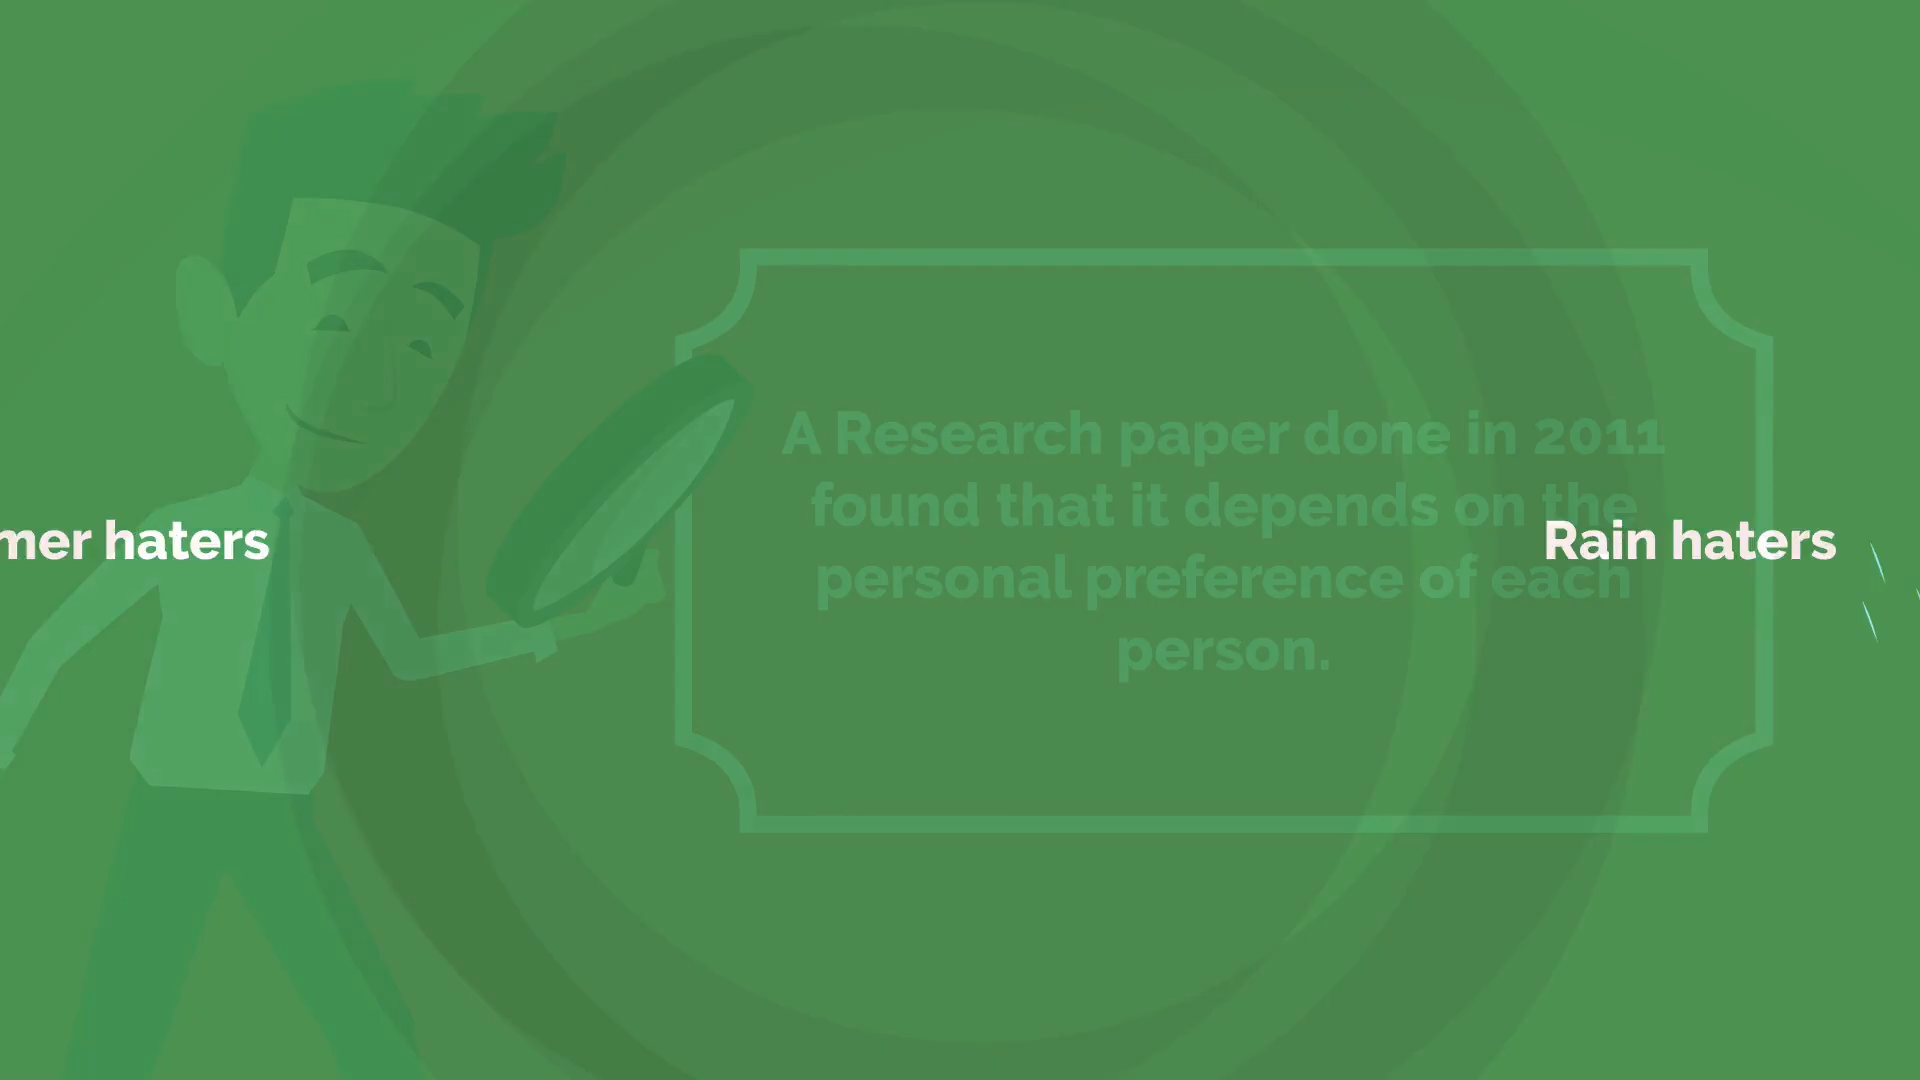 A Research paper done in 2011
found that it depends on the
personal preference of each
person.
mer haters
Rain haters